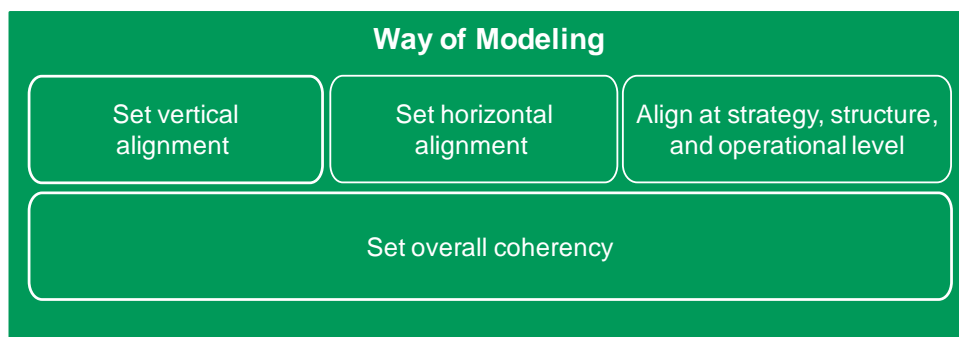 Way of Modeling
Set vertical
alignment
Set horizontal
alignment
Align at strategy, structure,
and operational level
Set overall coherency